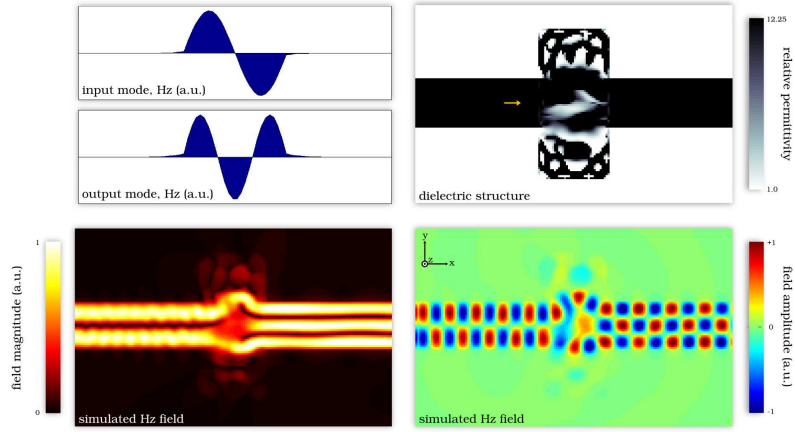 input mode, Hz (a.u.)
output mode, Hz (a.u.)
dielectric structure
12.25
relative permittivity
1.0
field magnitude (a.u.)
1
0
simulated Hz field
y
z
x
simulated Hz field
+1
field amplitude (a.u.)
0
-1